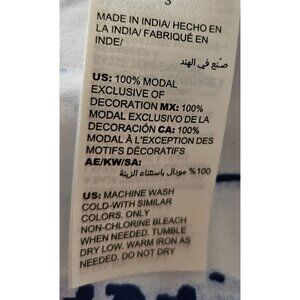 3
MADE IN INDIA/ HECHO EN
LA INDIA/ FABRIQUÉ EN
INDE/
صنع في الهند
US: 100% MODAL
EXCLUSIVE OF
DECORATION MX: 100%
MODAL EXCLUSIVO DE LA
DECORACIÓN CA: 100%
MODAL À L'EXCEPTION DES
MOTIFS DÉCORATIFS
AE/KW/SA:
100% مودال باستثناء الزينة
US: MACHINE WASH
COLD-WITH SIMILAR
COLORS. ONLY
NON-CHLORINE BLEACH
WHEN NEEDED. TUMBLE
DRY LOW. WARM IRON AS
NEEDED. DO NOT DRY